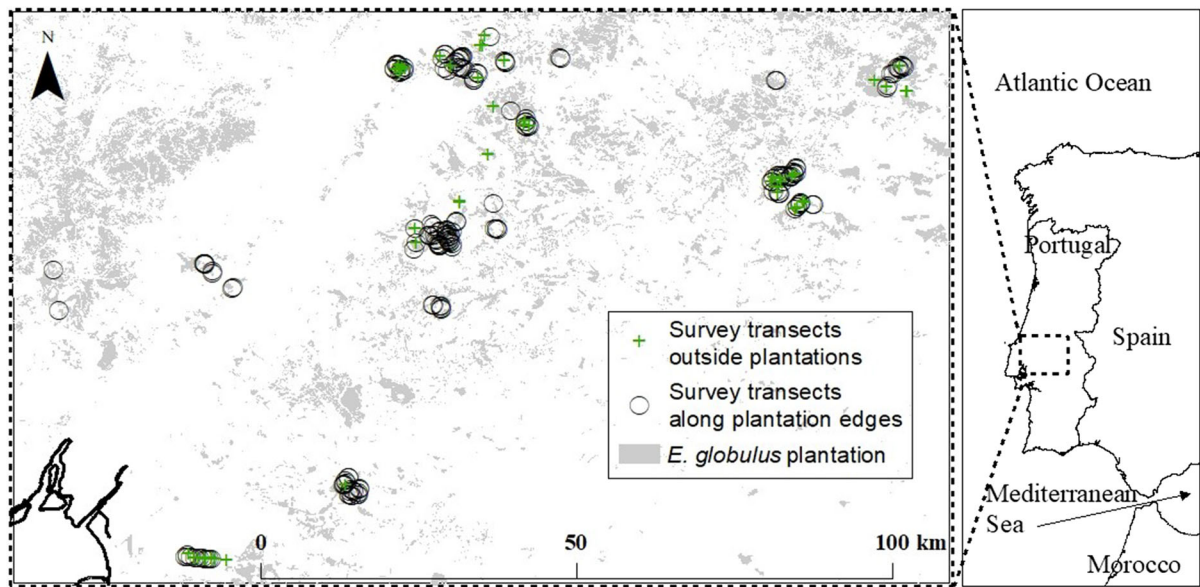 N
Survey transects
outside plantations
Survey transects
along plantation edges
E. globulus plantation
0 50 100 km
Atlantic Ocean
Portugal
Spain
Mediterranean
Sea
Morocco